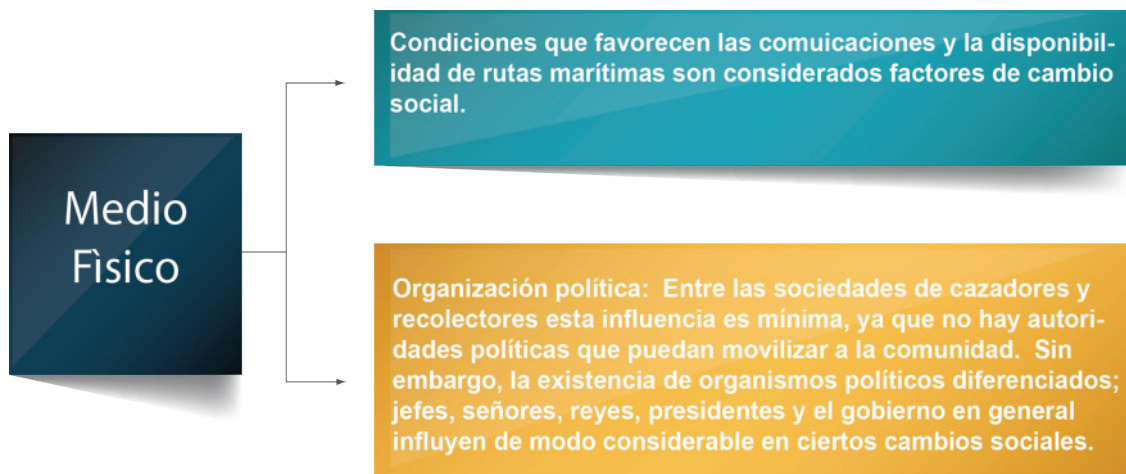 Medio
Fìsico
Condiciones que favorecen las comuicaciones y la disponibil-
idad de rutas marítimas son considerados factores de cambio
social.
Organización política:  Entre las sociedades de cazadores y
recolectores esta influencia es mínima, ya que no hay autori-
dades políticas que puedan movilizar a la comunidad.  Sin
embargo, la existencia de organismos políticos diferenciados;
jefes, señores, reyes, presidentes y el gobierno en general
influyen de modo considerable en ciertos cambios sociales.